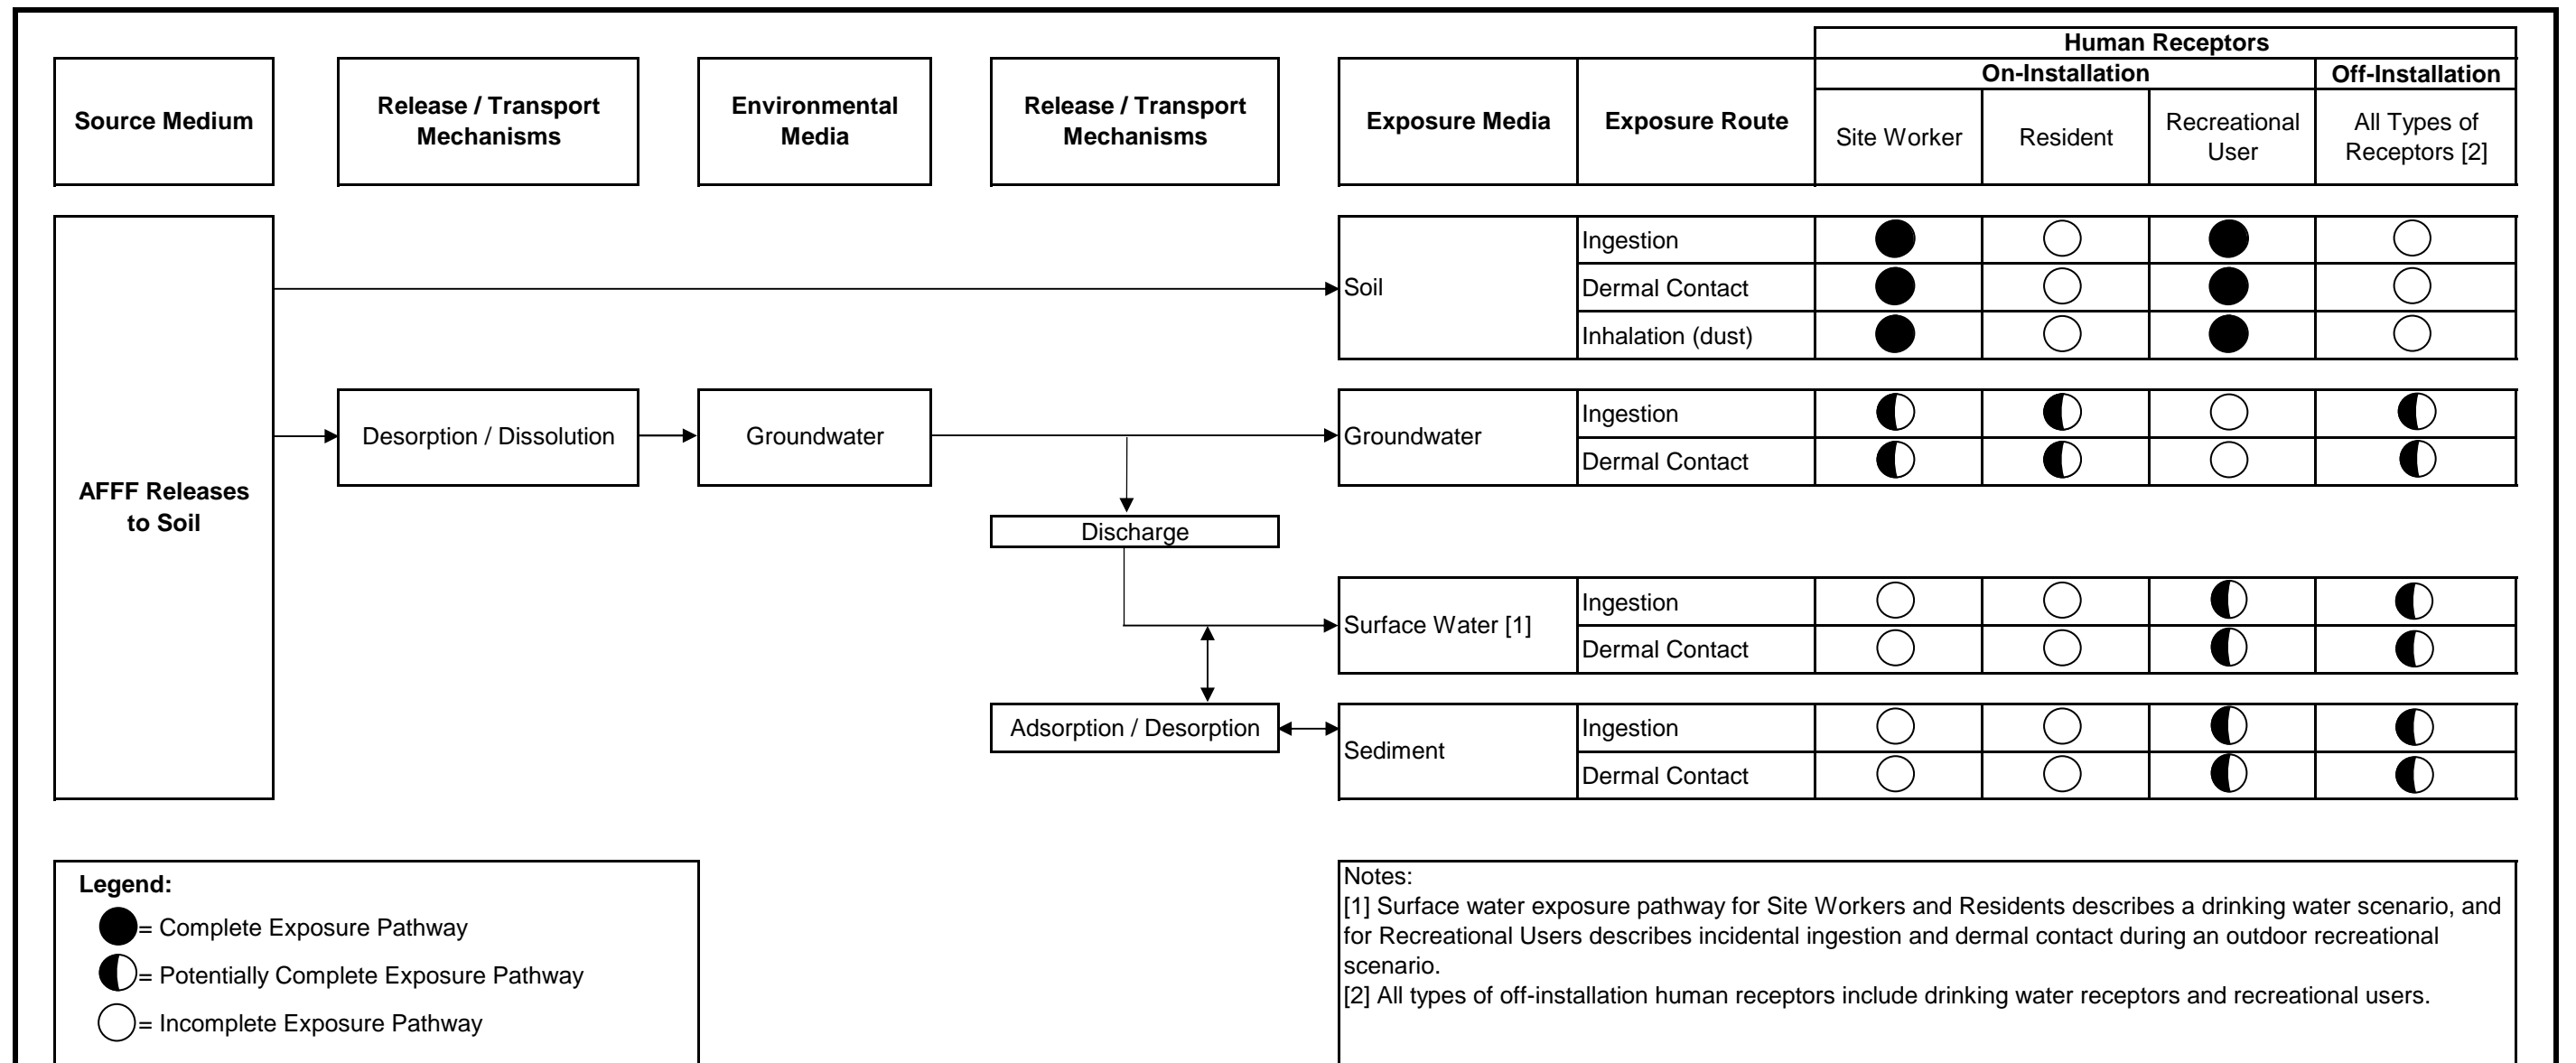 Human Receptors
On-Installation
Off-Installation
Source Medium
Release / Transport
Mechanisms
Environmental
Media
Release / Transport
Mechanisms
Exposure Media
Exposure Route
Site Worker
Resident
Recreational
User
All Types of
Receptors [2]
AFFF Releases
to Soil
Soil
Ingestion
Dermal Contact
Inhalation (dust)
Desorption / Dissolution
Groundwater
Groundwater
Ingestion
Dermal Contact
Discharge
Surface Water [1]
Ingestion
Dermal Contact
Adsorption / Desorption
Sediment
Ingestion
Dermal Contact
Legend:
= Complete Exposure Pathway
= Potentially Complete Exposure Pathway
= Incomplete Exposure Pathway
Notes:
[1] Surface water exposure pathway for Site Workers and Residents describes a drinking water scenario, and
for Recreational Users describes incidental ingestion and dermal contact during an outdoor recreational
scenario.
[2] All types of off-installation human receptors include drinking water receptors and recreational users.